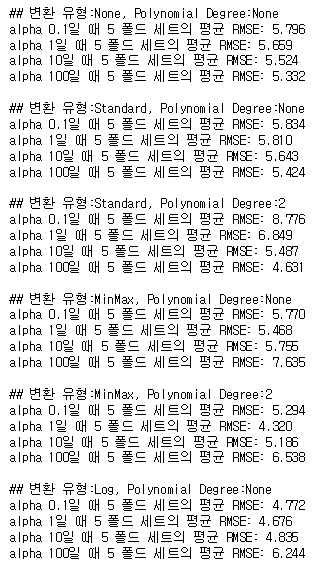 ## 변환 유형:None, Polynomial Degree:None
alpha 0.1일 때 5 폴드 세트의 평균 RMSE: 5.796
alpha 1일 때 5 폴드 세트의 평균 RMSE: 5.659
alpha 10일 때 5 폴드 세트의 평균 RMSE: 5.524
alpha 100일 때 5 폴드 세트의 평균 RMSE: 5.332
## 변환 유형:Standard, Polynomial Degree:None
alpha 0.1일 때 5 폴드 세트의 평균 RMSE: 5.834
alpha 1일 때 5 폴드 세트의 평균 RMSE: 5.810
alpha 10일 때 5 폴드 세트의 평균 RMSE: 5.643
alpha 100일 때 5 폴드 세트의 평균 RMSE: 5.424
## 변환 유형:Standard, Polynomial Degree:2
alpha 0.1일 때 5 폴드 세트의 평균 RMSE: 8.776
alpha 1일 때 5 폴드 세트의 평균 RMSE: 6.849
alpha 10일 때 5 폴드 세트의 평균 RMSE: 5.487
alpha 100일 때 5 폴드 세트의 평균 RMSE: 4.631
## 변환 유형:MinMax, Polynomial Degree:None
alpha 0.1일 때 5 폴드 세트의 평균 RMSE: 5.770
alpha 1일 때 5 폴드 세트의 평균 RMSE: 5.468
alpha 10일 때 5 폴드 세트의 평균 RMSE: 5.755
alpha 100일 때 5 폴드 세트의 평균 RMSE: 7.635
## 변환 유형:MinMax, Polynomial Degree:2
alpha 0.1일 때 5 폴드 세트의 평균 RMSE: 5.294
alpha 1일 때 5 폴드 세트의 평균 RMSE: 4.320
alpha 10일 때 5 폴드 세트의 평균 RMSE: 5.186
alpha 100일 때 5 폴드 세트의 평균 RMSE: 6.538
## 변환 유형:Log, Polynomial Degree:None
alpha 0.1일 때 5 폴드 세트의 평균 RMSE: 4.772
alpha 1일 때 5 폴드 세트의 평균 RMSE: 4.676
alpha 10일 때 5 폴드 세트의 평균 RMSE: 4.835
alpha 100일 때 5 폴드 세트의 평균 RMSE: 6.244